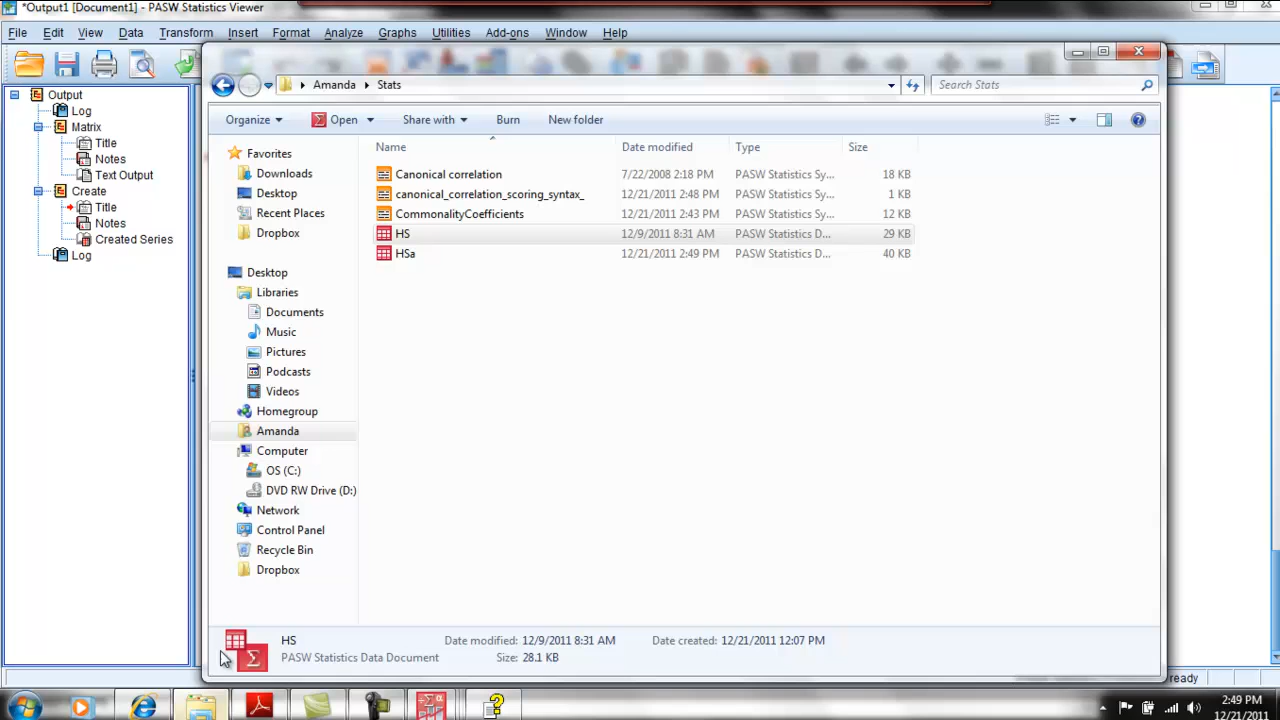 *Output1 [Document1] - PASW Statistics Viewer
File Edit View Data Transform Insert Format Analyze Graphs Utilities Add-ons Window Help
Output
Log
Matrix
Title
Notes
Text Output
Create
Title
Notes
Created Series
Log
Amanda Stats
Search Stats
Organize Open Share with Burn New folder
Favorites
Downloads
Desktop
Recent Places
Dropbox
Desktop
Libraries
Documents
Music
Pictures
Podcasts
Videos
Homegroup
Amanda
Computer
OS (C:)
DVD RW Drive (D:)
Network
Control Panel
Recycle Bin
Dropbox
Name Date modified Type Size
Canonical correlation 7/22/2008 2:18 PM PASW Statistics Sy... 18 KB
canonical_correlation_scoring_syntax_ 12/21/2011 2:48 PM PASW Statistics Sy... 1 KB
CommonalityCoefficients 12/21/2011 2:43 PM PASW Statistics Sy... 12 KB
HS 12/9/2011 8:31 AM PASW Statistics D... 29 KB
HSa 12/21/2011 2:49 PM PASW Statistics D... 40 KB
HS Date modified: 12/9/2011 8:31 AM Date created: 12/21/2011 12:07 PM
PASW Statistics Data Document Size: 28.1 KB
ready
2:49 PM
12/21/2011